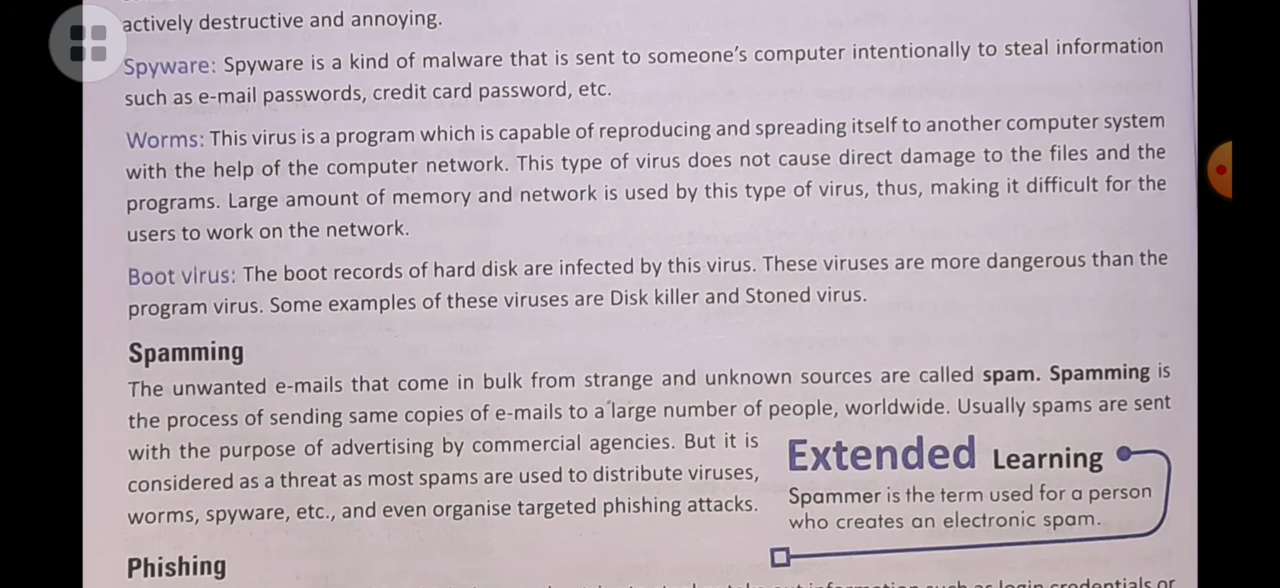 actively destructive and annoying.
Spyware: Spyware is a kind of malware that is sent to someone's computer intentionally to steal information
such as e-mail passwords, credit card password, etc.
Worms: This virus is a program which is capable of reproducing and spreading itself to another computer system
with the help of the computer network. This type of virus does not cause direct damage to the files and the
programs. Large amount of memory and network is used by this type of virus, thus, making it difficult for the
users to work on the network.
Boot virus: The boot records of hard disk are infected by this virus. These viruses are more dangerous than the
program virus. Some examples of these viruses are Disk killer and Stoned virus.
Spamming
The unwanted e-mails that come in bulk from strange and unknown sources are called spam. Spamming is
the process of sending same copies of e-mails to a large number of people, worldwide. Usually spams are sent
with the purpose of advertising by commercial agencies. But it is
considered as a threat as most spams are used to distribute viruses,
worms, spyware, etc., and even organise targeted phishing attacks.
Extended Learning
Spammer is the term used for a person
who creates an electronic spam.
Phishing
login credentials or